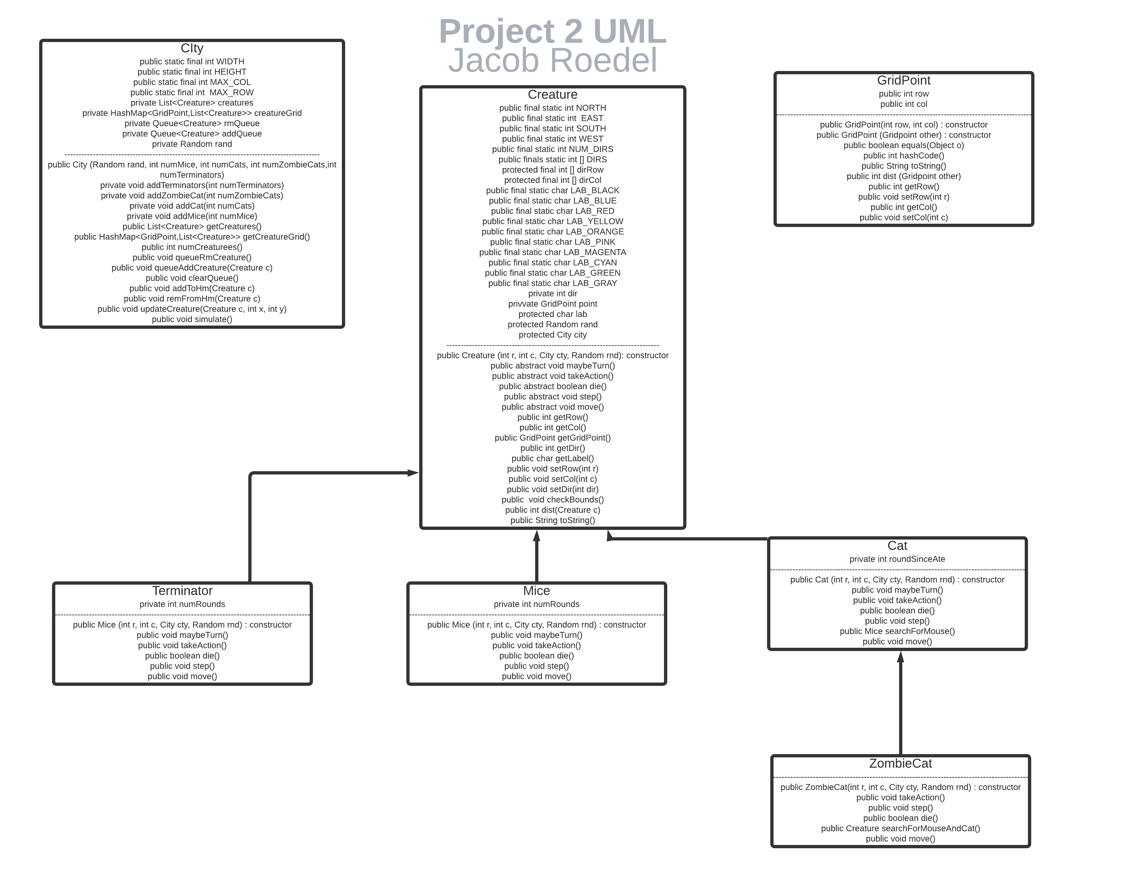 Project 2 UML
Jacob Roedel
CIty
public static final int WIDTH
public static final int HEIGHT
public static final int MAX_COL
public static final int  MAX_ROW
private List<Creature> creatures
private HashMap<GridPoint,List<Creature>> creatureGrid
private Queue<Creature> rmQueue
private Queue<Creature> addQueue
private Random rand
public City (Random rand, int numMice, int numCats, int numZombieCats,int
numTerminators)
private void addTerminators(int numTerminators)
private void addZombieCat(int numZombieCats)
private void addCat(int numCats)
private void addMice(int numMice)
public List<Creature> getCreatures()
public HashMap<GridPoint,List<Creature>> getCreatureGrid()
public int numCreaturees()
public void queueRmCreature()
public void queueAddCreature(Creature c)
public void clearQueue()
public void addToHm(Creature c)
public void remFromHm(Creature c)
public void updateCreature(Creature c, int x, int y)
public void simulate()
Creature
public final static int NORTH
public final static int  EAST
public final static int SOUTH
public final static int WEST
public final static int NUM_DIRS
public finals static int [] DIRS
protected final int [] dirRow
protected final int [] dirCol
public final static char LAB_BLACK
public final static char LAB_BLUE
public final static char LAB_RED
public final static char LAB_YELLOW
public final static char LAB_ORANGE
public final static char LAB_PINK
public final static char LAB_MAGENTA
public final static char LAB_CYAN
public final static char LAB_GREEN
public final static char LAB_GRAY
private int dir
privvate GridPoint point
protected char lab
protected Random rand
protected City city
public Creature (int r, int c, City cty, Random rnd): constructor
public abstract void maybeTurn()
public abstract void takeAction()
public abstract boolean die()
public abstract void step()
public abstract void move()
public int getRow()
public int getCol()
public GridPoint getGridPoint()
public int getDir()
public char getLabel()
public void setRow(int r)
public void setCol(int c)
public void setDir(int dir)
public  void checkBounds()
public int dist(Creature c)
public String toString()
GridPoint
public int row
public int col
public GridPoint(int row, int col) : constructor
public GridPoint (Gridpoint other) : constructor
public boolean equals(Object o)
public int hashCode()
public String toString()
public int dist (Gridpoint other)
public int getRow()
public void setRow(int r)
public int getCol()
public void setCol(int c)
Terminator
private int numRounds
public Mice (int r, int c, City cty, Random rnd) : constructor
public void maybeTurn()
public void takeAction()
public boolean die()
public void step()
public void move()
Mice
private int numRounds
public Mice (int r, int c, City cty, Random rnd) : constructor
public void maybeTurn()
public void takeAction()
public boolean die()
public void step()
public void move()
Cat
private int roundSinceAte
public Cat (int r, int c, City cty, Random rnd) : constructor
public void maybeTurn()
public void takeAction()
public boolean die()
public void step()
public Mice searchForMouse()
public void move()
ZombieCat
public ZombieCat(int r, int c, City cty, Random rnd) : constructor
public void takeAction()
public void step()
public boolean die()
public Creature searchForMouseAndCat()
public void move()